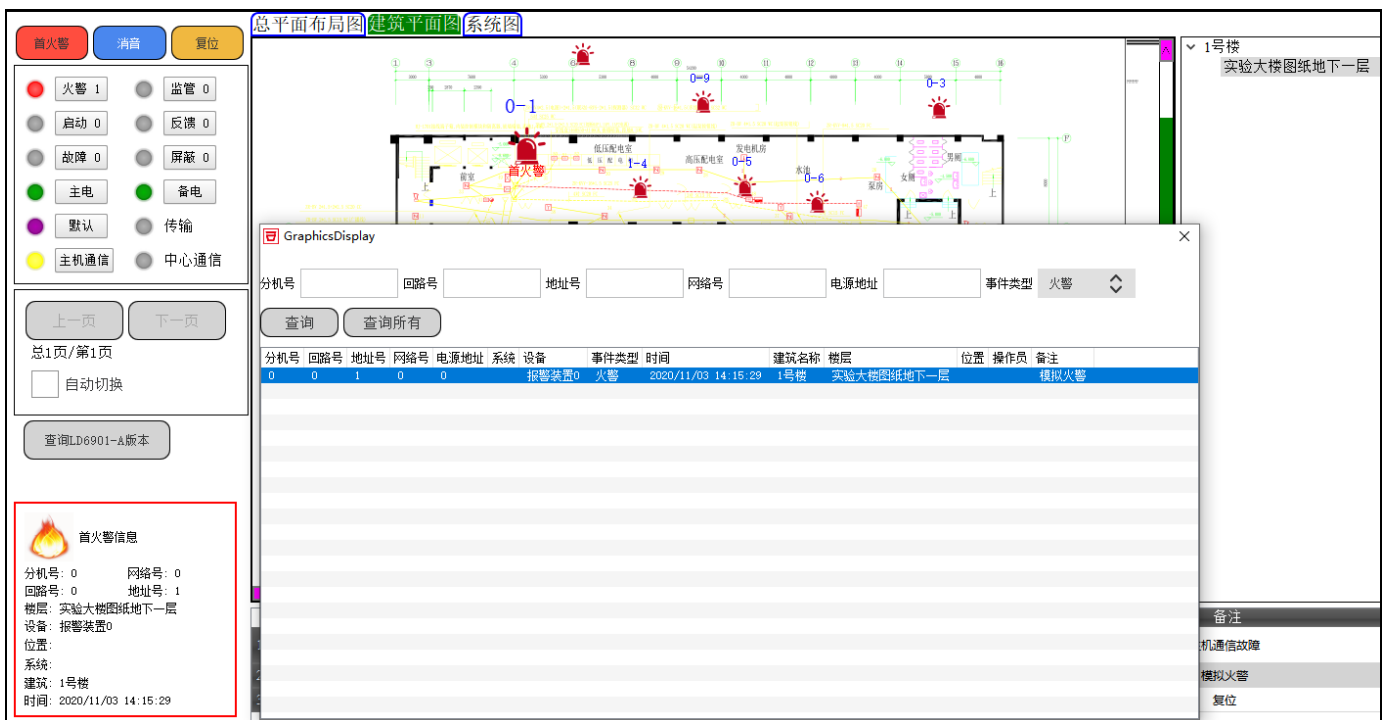 总平面布局图 建筑平面图 系统图
首火警 消音 复位
火警 1 监管 0
启动 0 反馈 0
故障 0 屏蔽 0
主电 备电
默认 传输
主机通信 中心通信
上一页 下一页
总1页/第1页
自动切换
查询LD6901-A版本
首火警信息
分机号: 0 网络号: 0
回路号: 0 地址号: 1
楼层: 实验大楼图纸地下一层
设备: 报警装置0
位置:
系统:
建筑: 1号楼
时间: 2020/11/03 14:15:29
0-9
0-3
0-1
低压配电室 发电机房
高压配电室 0-5
1-4
首火警
前室
水池
0-6
泵房
女厕
男厕
上
上
上 上
GraphicsDisplay
分机号 回路号 地址号 网络号 电源地址 事件类型 火警
查询 查询所有
分机号 回路号 地址号 网络号 电源地址 系统 设备 事件类型 时间 建筑名称 楼层 位置 操作员 备注
0 0 1 0 0 报警装置0 火警 2020/11/03 14:15:29 1号楼 实验大楼图纸地下一层 模拟火警
1号楼
实验大楼图纸地下一层
备注
机通信故障
模拟火警
复位